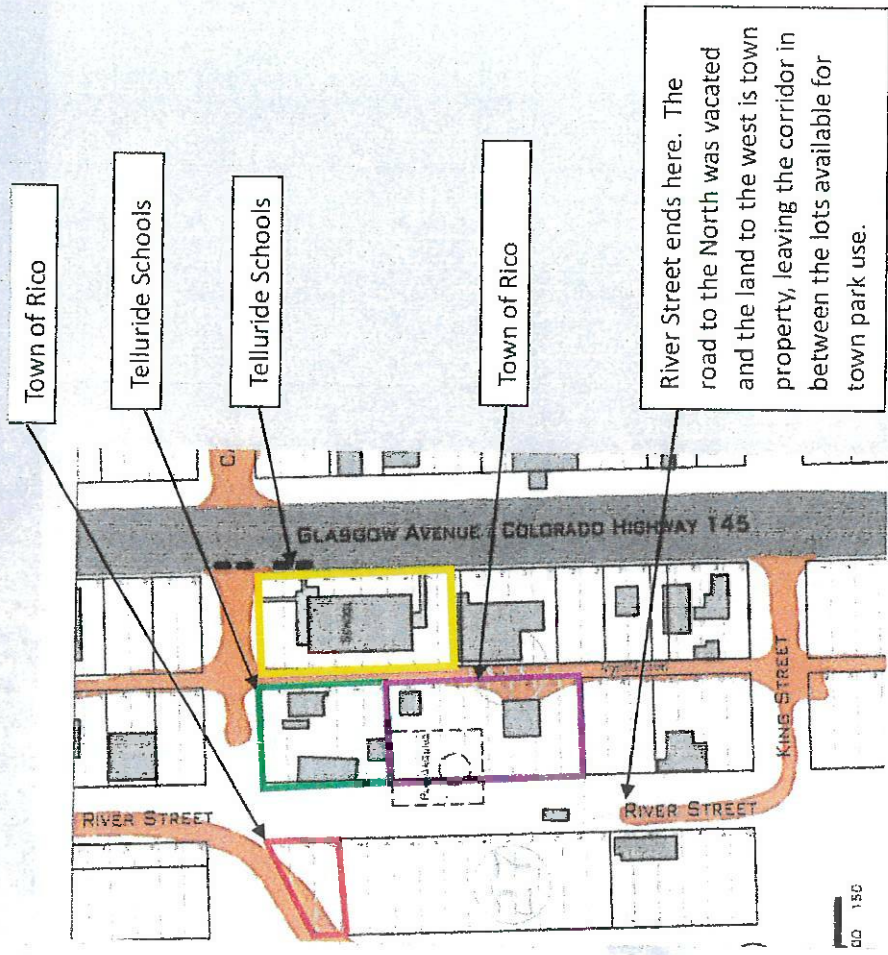 Town of Rico
Telluride Schools
Telluride Schools
Town of Rico
River Street ends here. The
road to the North was vacated
and the land to the west is town
property, leaving the corridor in
between the lots available for
town park use.
GLASGOW AVENUE / COLORADO HIGHWAY 145
SCHOOL
RIVER STREET
RIVER STREET
KING STREET
27
00 150